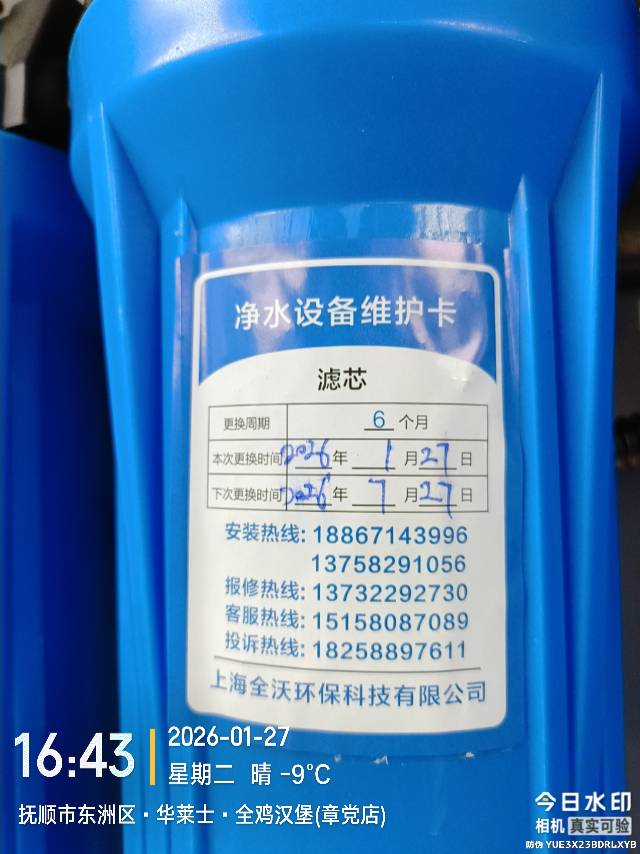 净水设备维护卡
滤芯
更换周期 6 个月
本次更换时间 2026 年 1 月 27 日
下次更换时间 2026 年 7 月 27 日
安装热线: 18867143996
13758291056
报修热线: 13732292730
客服热线: 15158087089
投诉热线: 18258897611
上海全沃环保科技有限公司
16:43
2026-01-27
星期二 晴 -9℃
抚顺市东洲区·华莱士·全鸡汉堡(章党店)
今日水印
相机 真实可验
防伪 YUE3X23BDRLXYB